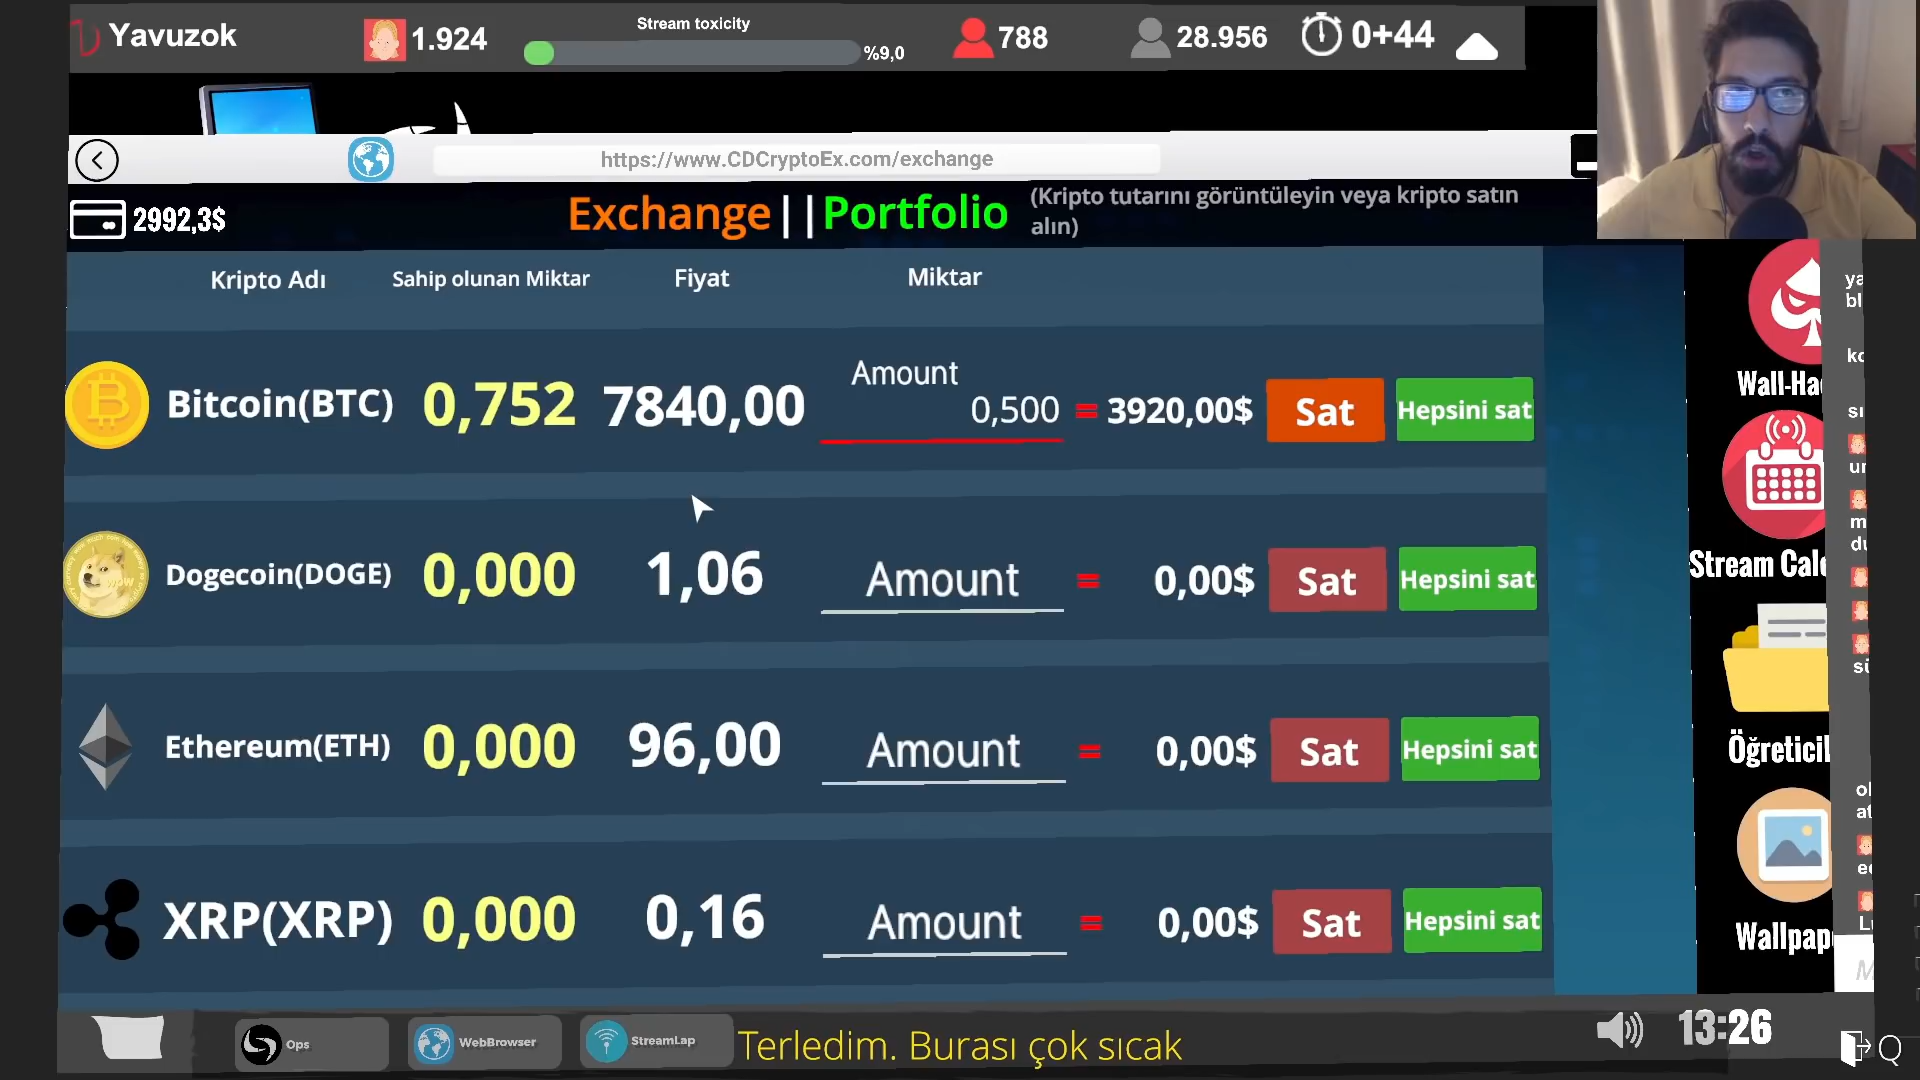 Yavuzok
1.924
Stream toxicity
%9,0
788
28.956
0+44
https://www.CDCryptoEx.com/exchange
2992,3$
Exchange||Portfolio
(Kripto tutarını görüntüleyin veya kripto satın
alın)
Kripto Adı
Sahip olunan Miktar
Fiyat
Miktar
Bitcoin(BTC)
0,752
7840,00
Amount
0,500
=
3920,00$
Sat
Hepsini sat
Dogecoin(DOGE)
0,000
1,06
Amount
=
0,00$
Sat
Hepsini sat
Ethereum(ETH)
0,000
96,00
Amount
=
0,00$
Sat
Hepsini sat
XRP(XRP)
0,000
0,16
Amount
=
0,00$
Sat
Hepsini sat
Wall-Ha
Stream Cale
Öğreticil
Wallpap
Ops
WebBrowser
StreamLap
Terledim. Burası çok sıcak
13:26
Q